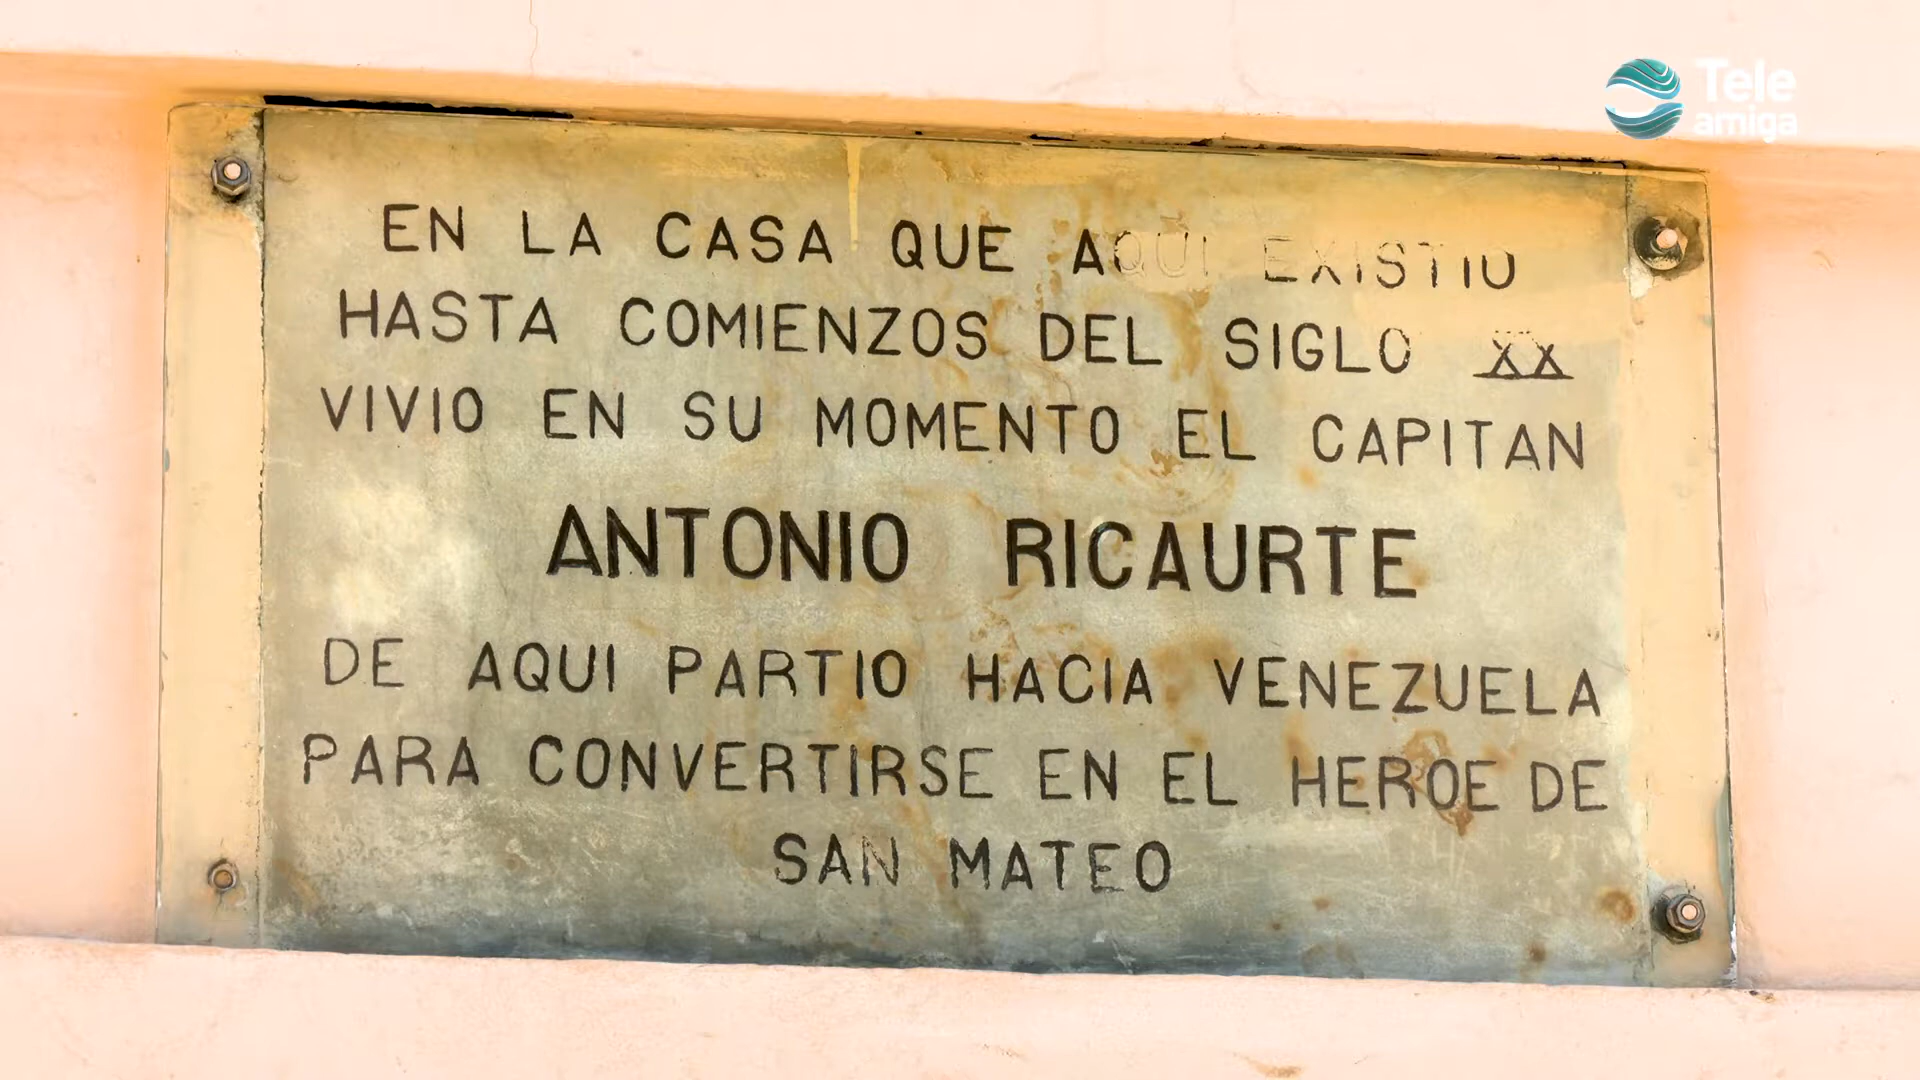 Tele
amiga
EN LA CASA QUE AQUI EXISTIO
HASTA COMIENZOS DEL SIGLO XX
VIVIO EN SU MOMENTO EL CAPITAN
ANTONIO RICAURTE
DE AQUI PARTIO HACIA VENEZUELA
PARA CONVERTIRSE EN EL HEROE DE
SAN MATEO